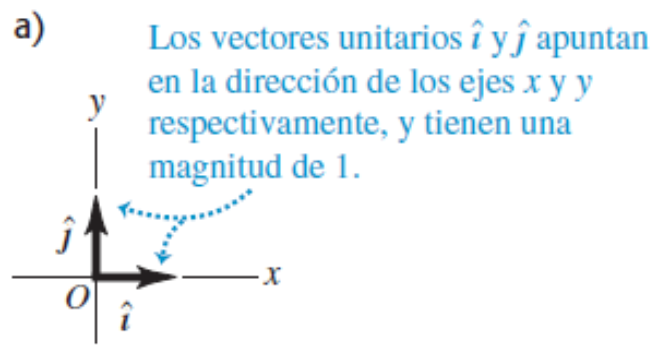 a)
Los vectores unitarios î y ĵ apuntan
en la dirección de los ejes x y y
respectivamente, y tienen una
magnitud de 1.
y
ĵ
x
O
î